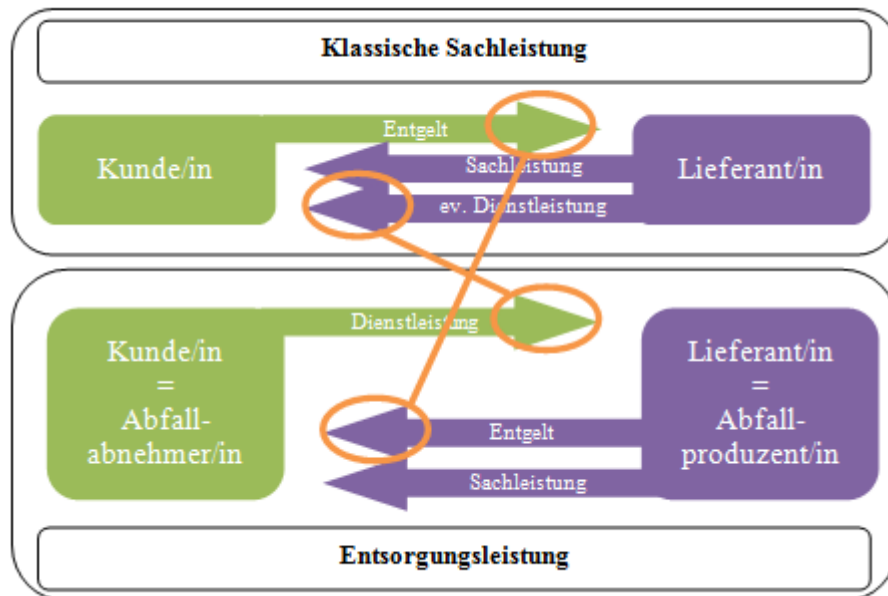 Klassische Sachleistung
Entgelt
Kunde/in
Sachleistung
Lieferant/in
ev. Dienstleistung
Dienstleistung
Kunde/in
=
Abfall-
abnehmer/in
Lieferant/in
=
Abfall-
produzent/in
Entgelt
Sachleistung
Entsorgungsleistung